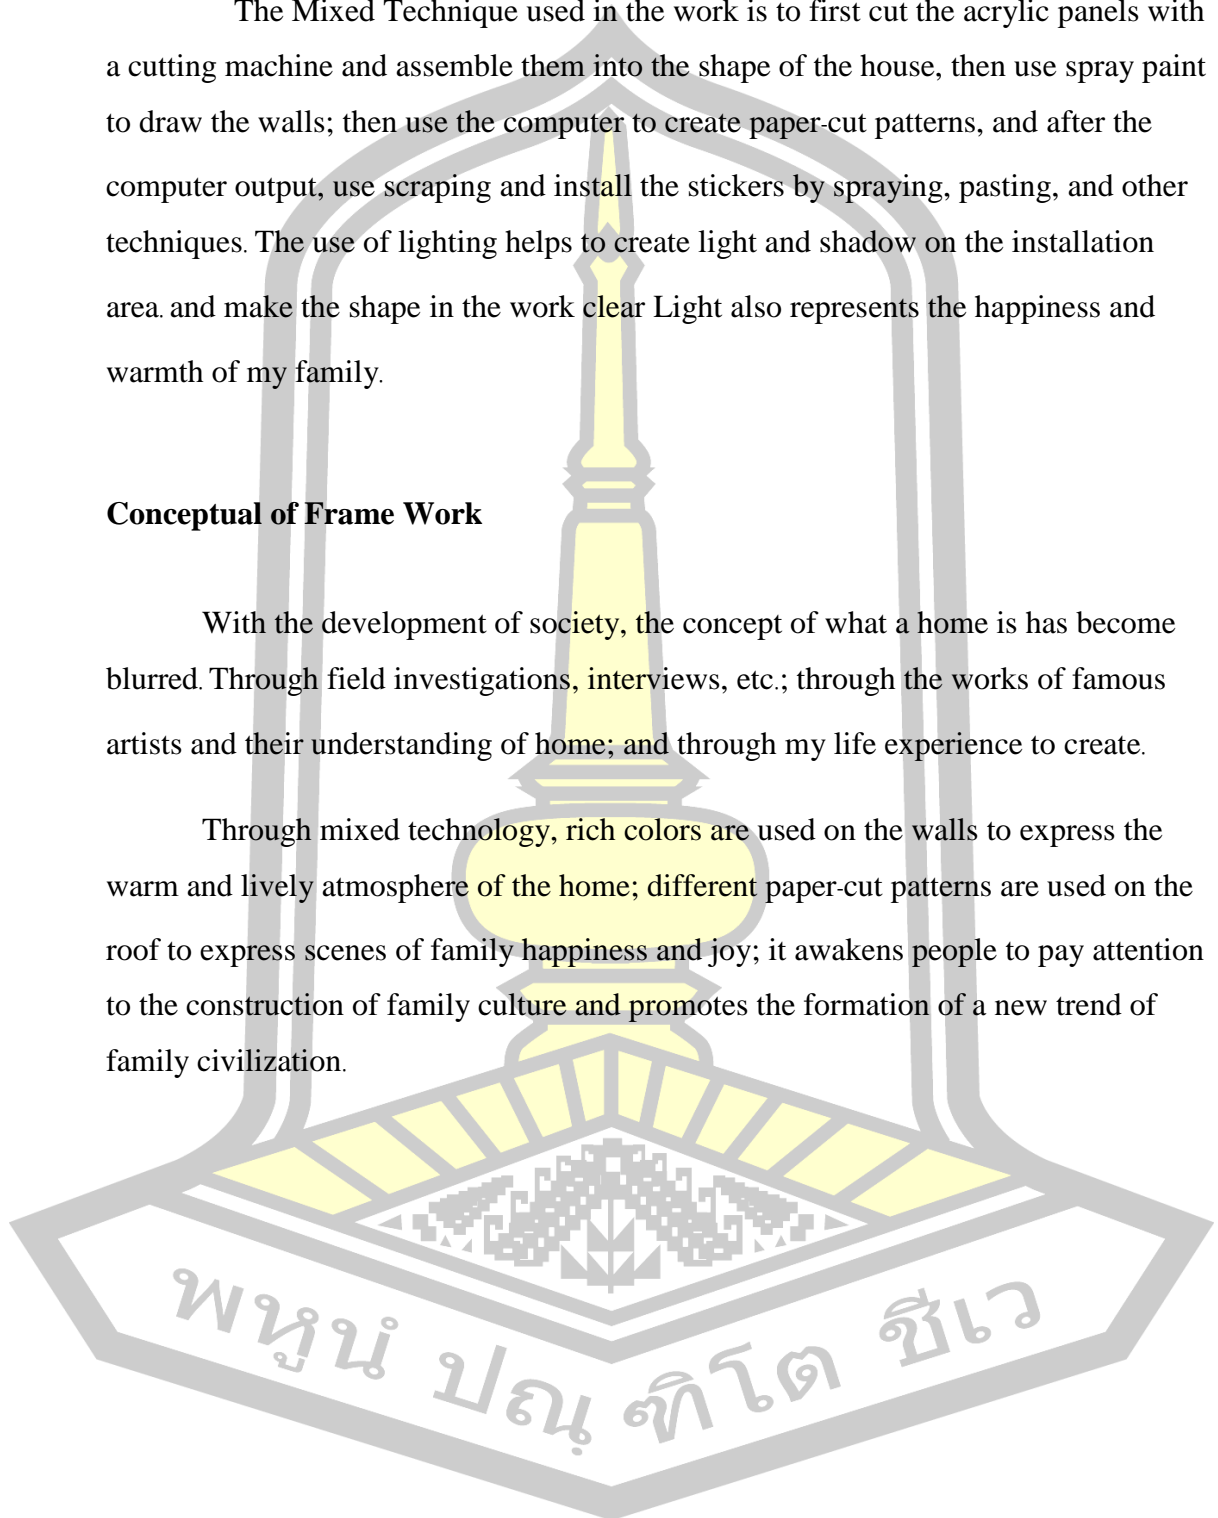 The Mixed Technique used in the work is to first cut the acrylic panels with
a cutting machine and assemble them into the shape of the house, then use spray paint
to draw the walls; then use the computer to create paper-cut patterns, and after the
computer output, use scraping and install the stickers by spraying, pasting, and other
techniques. The use of lighting helps to create light and shadow on the installation
area. and make the shape in the work clear Light also represents the happiness and
warmth of my family.
Conceptual of Frame Work
With the development of society, the concept of what a home is has become
blurred. Through field investigations, interviews, etc.; through the works of famous
artists and their understanding of home; and through my life experience to create.
Through mixed technology, rich colors are used on the walls to express the
warm and lively atmosphere of the home; different paper-cut patterns are used on the
roof to express scenes of family happiness and joy; it awakens people to pay attention
to the construction of family culture and promotes the formation of a new trend of
family civilization.
พหูนํ ปณฺฑิโต ชีเว